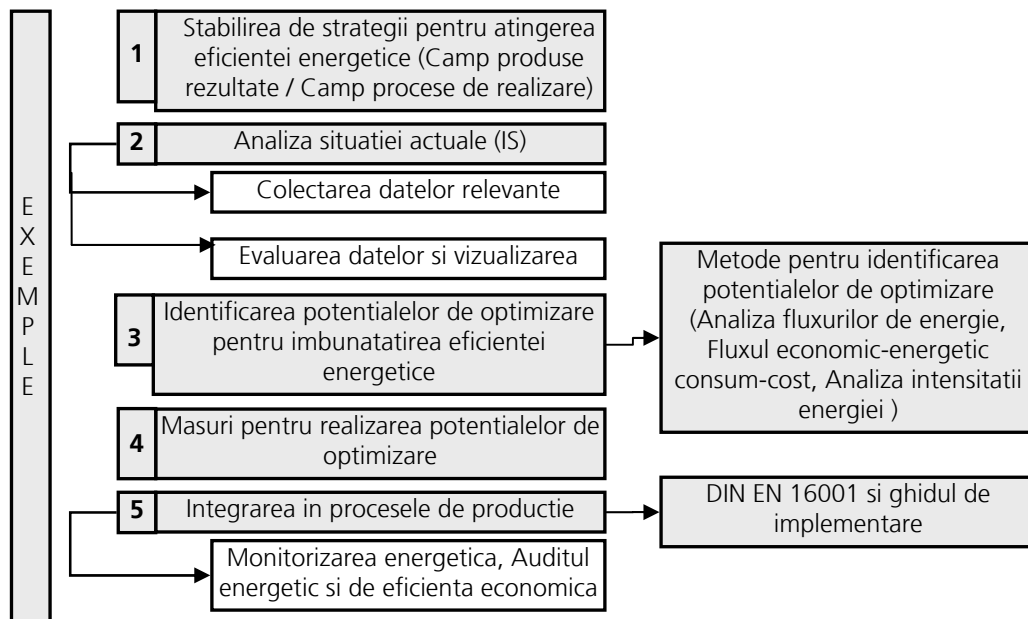 E
X
E
M
P
L
E
1
Stabilirea de strategii pentru atingerea
eficientei energetice (Camp produse
rezultate / Camp procese de realizare)
2
Analiza situatiei actuale (IS)
Colectarea datelor relevante
Evaluarea datelor si vizualizarea
3
Identificarea potentialelor de optimizare
pentru imbunatatirea eficientei
energetice
Metode pentru identificarea
potentialelor de optimizare
(Analiza fluxurilor de energie,
Fluxul economic-energetic
consum-cost, Analiza intensitatii
energiei )
4
Masuri pentru realizarea potentialelor de
optimizare
5
Integrarea in procesele de productie
DIN EN 16001 si ghidul de
implementare
Monitorizarea energetica, Auditul
energetic si de eficienta economica